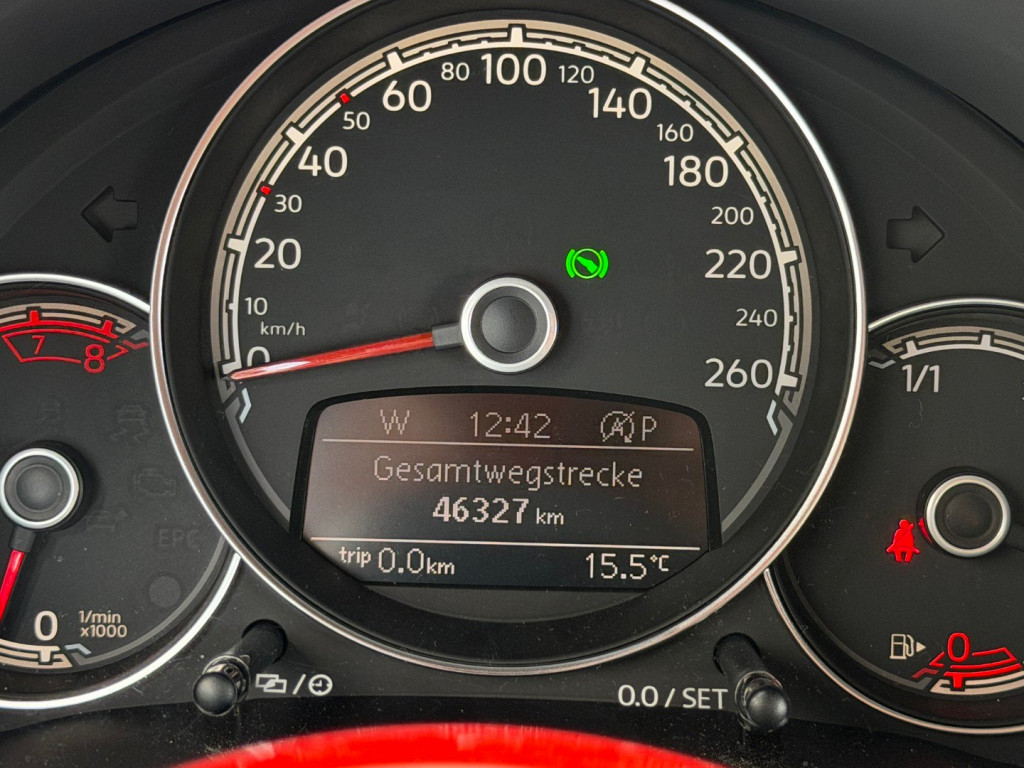 80 100 120
60 140
50 160
40 180
30 200
20 220
10 240
km/h
0 260
7 8
1/1
W 12:42 P
Gesamtwegstrecke
46327 km
trip 0.0 km 15.5 °C
EPC
0 1/min
x1000
0
0.0 / SET